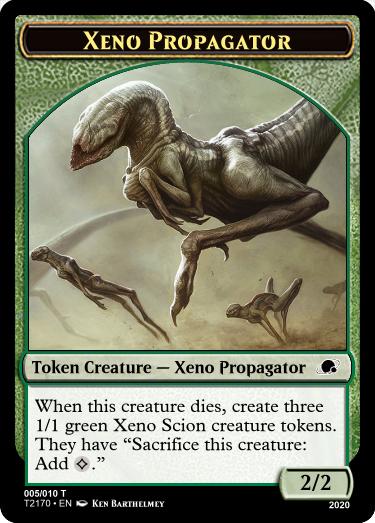 Xeno Propagator
Token Creature — Xeno Propagator
When this creature dies, create three
1/1 green Xeno Scion creature tokens.
They have “Sacrifice this creature:
Add ◇.”
2/2
005/010 T
T2170 • EN Ken Barthelmey
2020